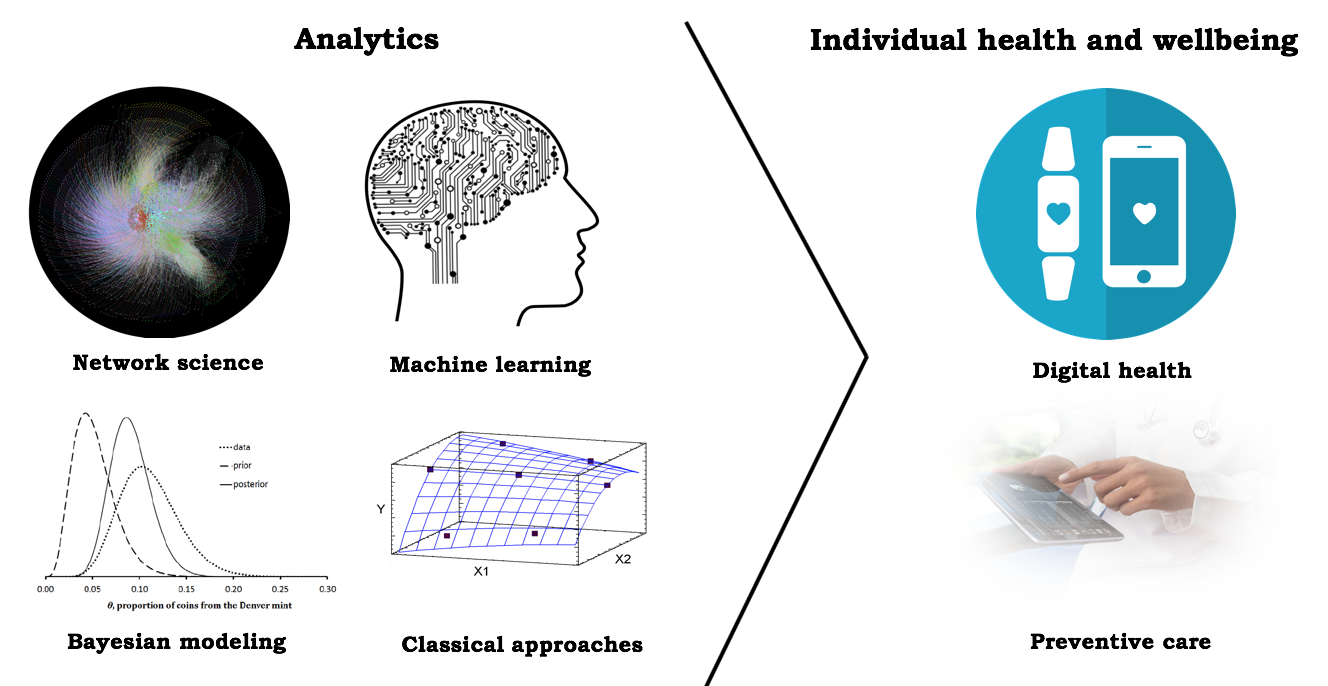 Analytics
Individual health and wellbeing
Network science
Machine learning
Digital health
data
prior
posterior
0.00 0.05 0.10 0.15 0.20 0.25 0.30
θ, proportion of coins from the Denver mint
Y
X1
X2
Bayesian modeling
Classical approaches
Preventive care